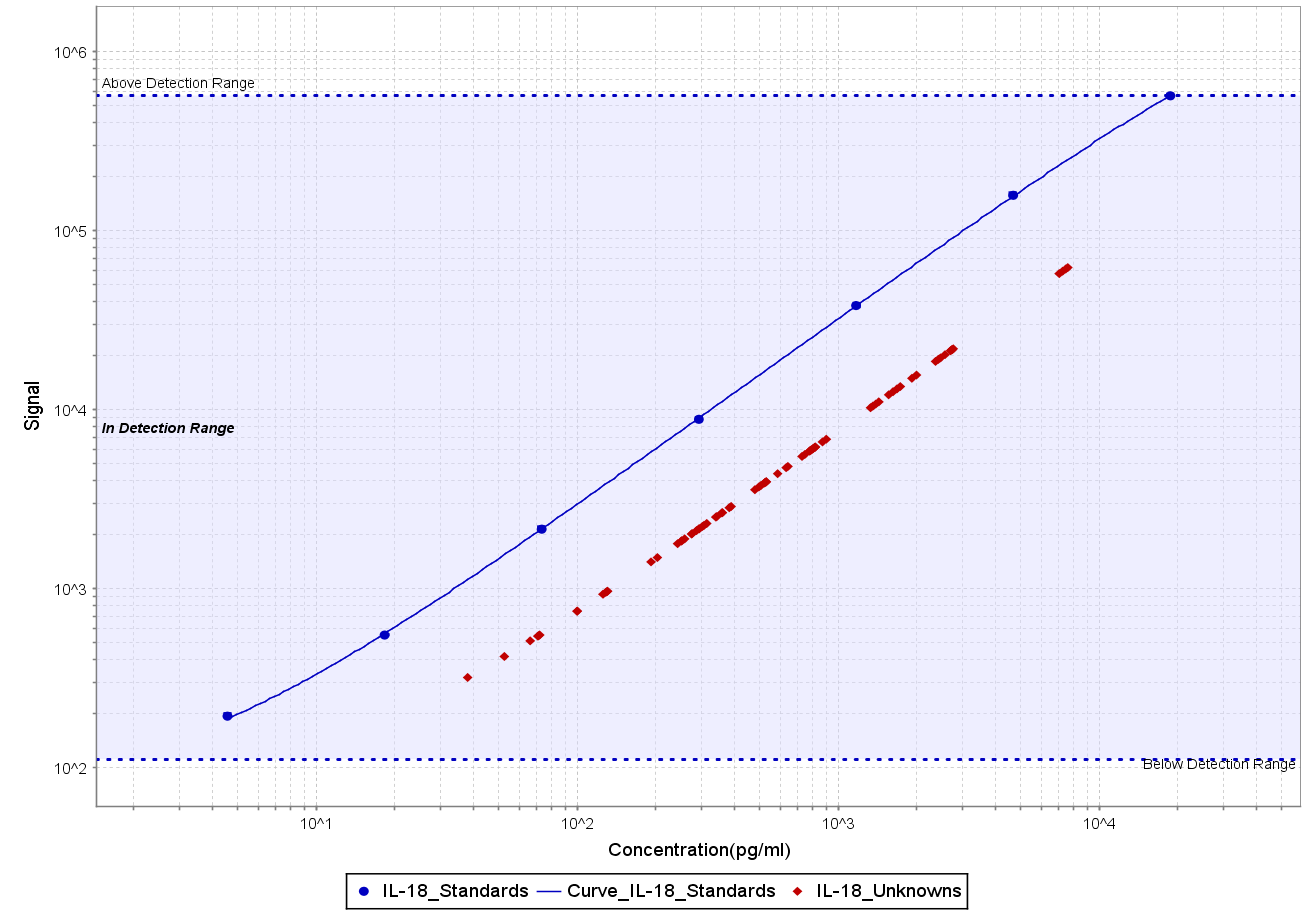 10^6
Above Detection Range
10^5
Signal
10^4
In Detection Range
10^3
10^2
Below Detection Range
10^1 10^2 10^3 10^4
Concentration(pg/ml)
IL-18_Standards Curve_IL-18_Standards IL-18_Unknowns